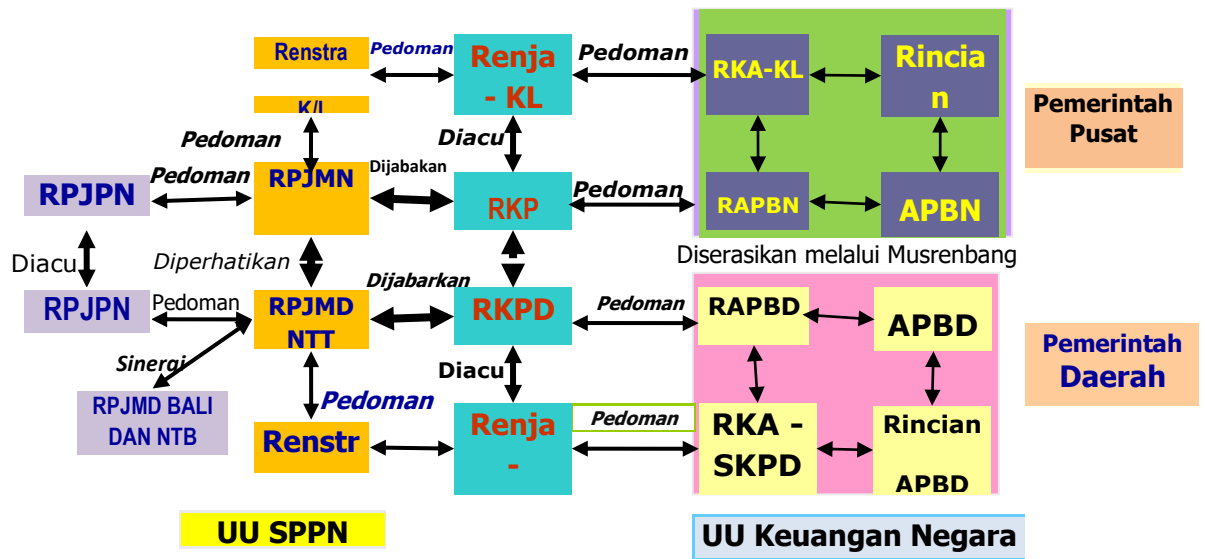 Renstra
K/L
Pedoman
Renja
- KL
Pedoman
RKA-KL
Rincia
n
Pemerintah
Pusat
Pedoman
Diacu
RPJPN
Pedoman
RPJMN
Dijabakan
RKP
Pedoman
RAPBN
APBN
Diserasikan melalui Musrenbang
Diacu
Diperhatikan
RPJPN
Pedoman
RPJMD
NTT
Dijabarkan
RKPD
Pedoman
RAPBD
APBD
Pemerintah
Daerah
Sinergi
Diacu
RPJMD BALI
DAN NTB
Pedoman
Renstr
Renja
-
Pedoman
RKA -
SKPD
Rincian
APBD
UU SPPN
UU Keuangan Negara